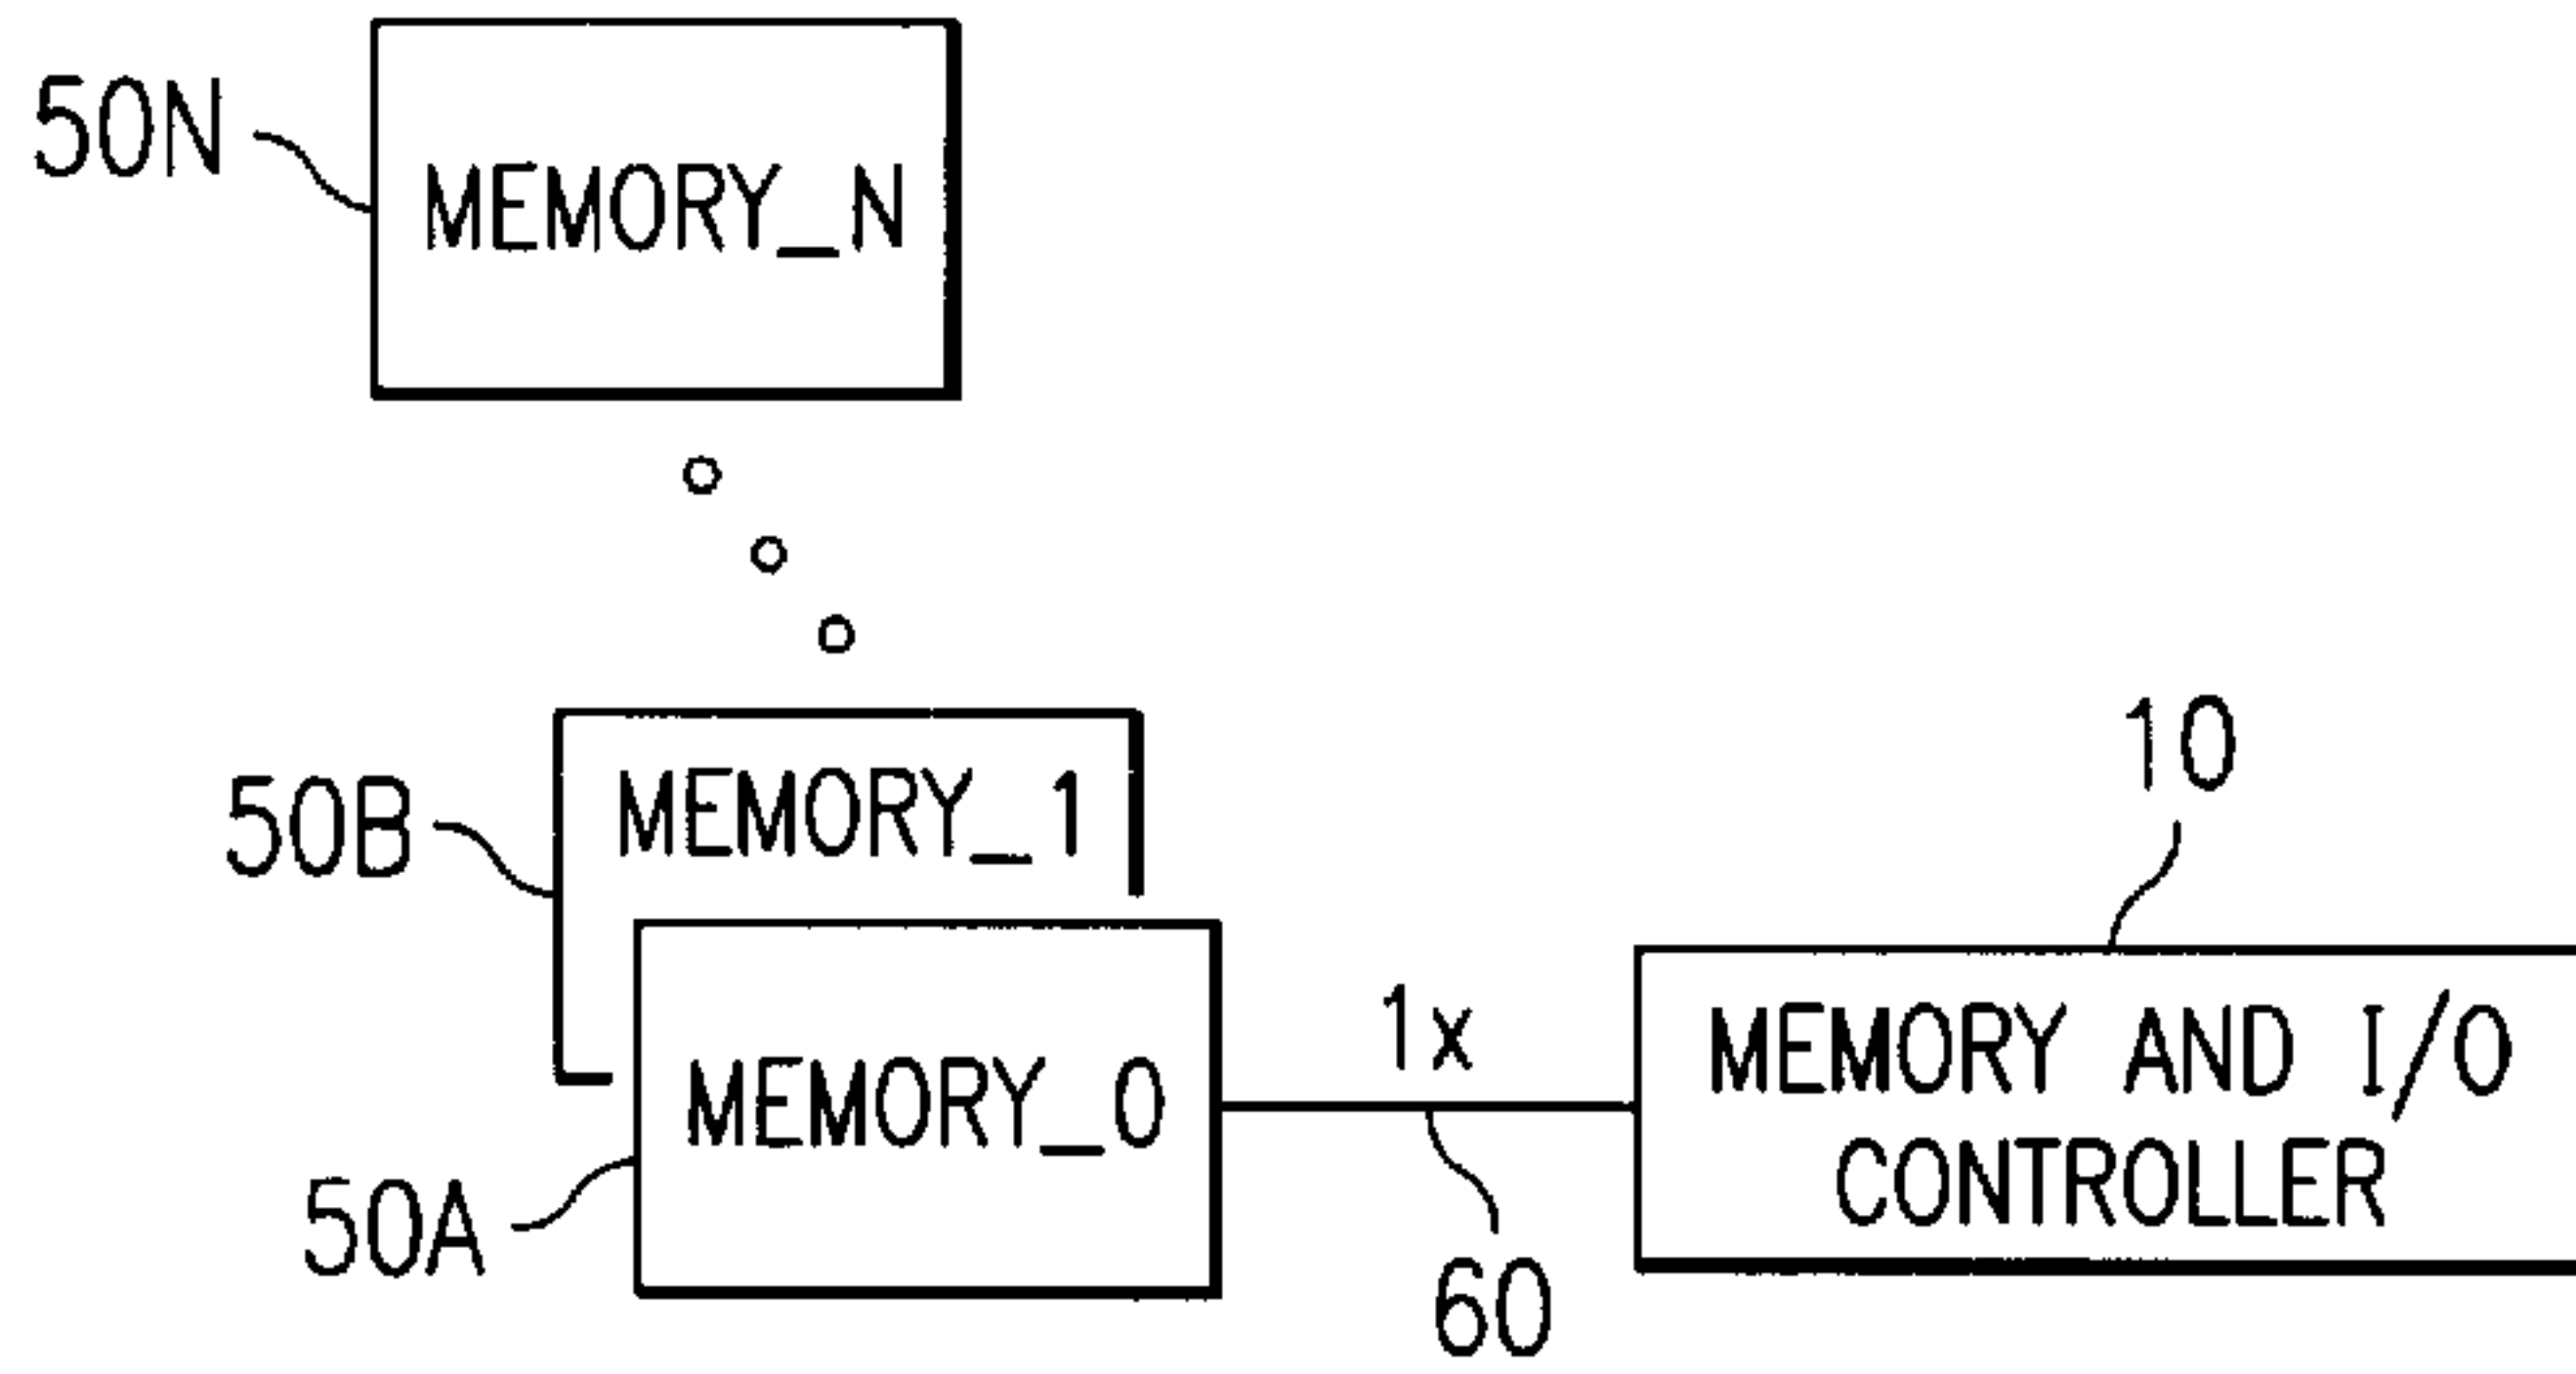 50N
MEMORY_N
50B
MEMORY_1
10
50A
MEMORY_0
1x
60
MEMORY AND I/O
CONTROLLER